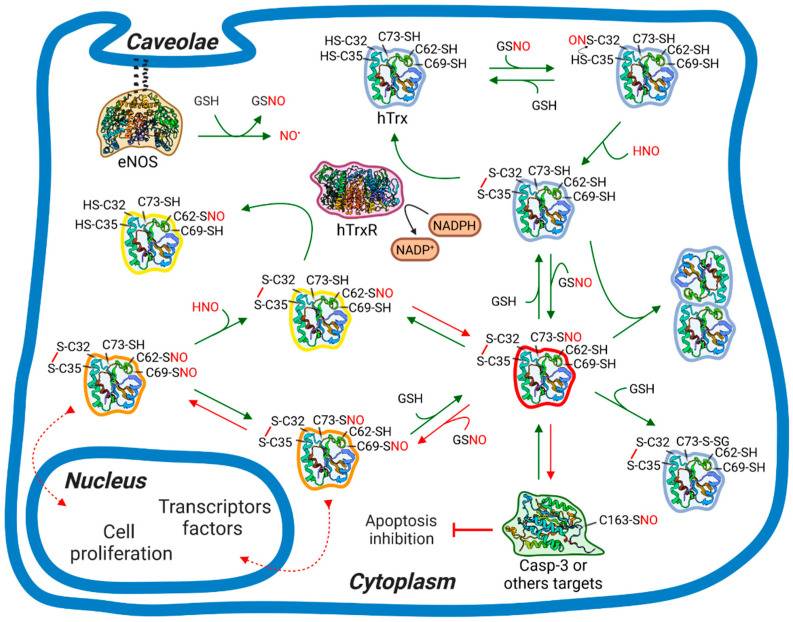 Caveolae
eNOS
GSH
GSNO
NO•
HS-C32
C73-SH
C62-SH
HS-C35
C69-SH
hTrx
GSNO
GSH
ONS-C32
C73-SH
C62-SH
HS-C35
C69-SH
HNO
S-C32
C73-SH
C62-SH
S-C35
C69-SH
hTrxR
NADPH
NADP⁺
HS-C32
C73-SH
C62-SNO
HS-C35
C69-SH
S-C32
C73-SH
C62-SNO
S-C35
C69-SH
HNO
GSH
GSNO
S-C32
C73-SNO
C62-SH
S-C35
C69-SH
S-C32
C73-SH
C62-SNO
S-C35
C69-SNO
GSH
GSNO
GSH
S-C32
C73-SNO
C62-SH
S-C35
C69-SNO
S-C32
C73-S-SG
C62-SH
S-C35
C69-SH
Nucleus
Transcriptors
factors
Cell
proliferation
Apoptosis
inhibition
C163-SNO
Casp-3 or
others targets
Cytoplasm